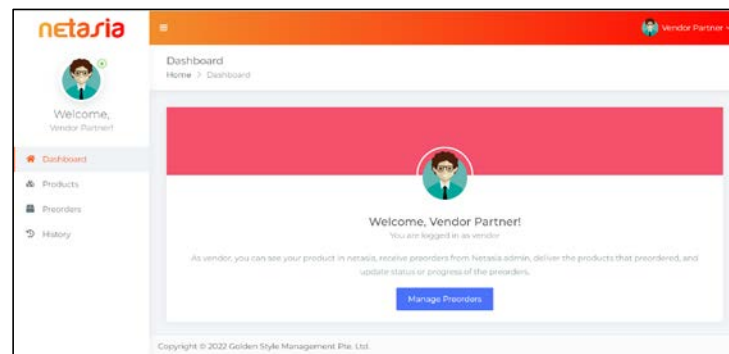 netasia
Vendor Partner
Welcome,
Vendor Partner!
Dashboard
Products
Preorders
History
Dashboard
Home > Dashboard
Welcome, Vendor Partner!
You are logged in as vendor
As vendor, you can see your product in netasia, receive preorders from Netasia admin, deliver the products that preordered, and
update status or progress of the preorders.
Manage Preorders
Copyright © 2022 Golden Style Management Pte. Ltd.